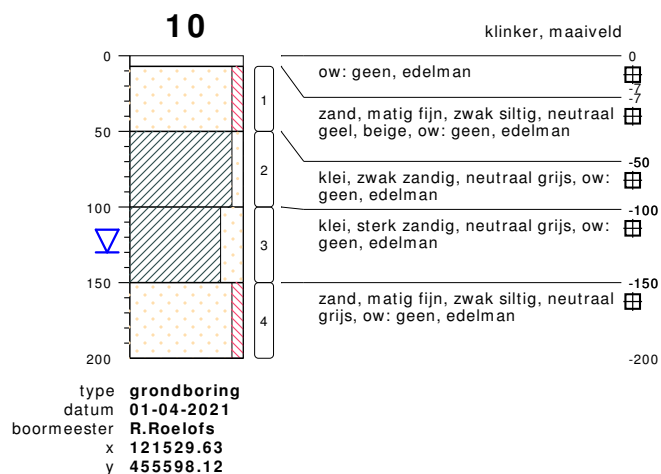 10
klinker, maaiveld
0
0
ow: geen, edelman
-7
-7
zand, matig fijn, zwak siltig, neutraal
geel, beige, ow: geen, edelman
1
50
-50
klei, zwak zandig, neutraal grijs, ow:
geen, edelman
2
100
-100
klei, sterk zandig, neutraal grijs, ow:
geen, edelman
3
150
-150
zand, matig fijn, zwak siltig, neutraal
grijs, ow: geen, edelman
4
200
-200
type grondboring
datum 01-04-2021
boormeester R.Roelofs
x 121529.63
y 455598.12